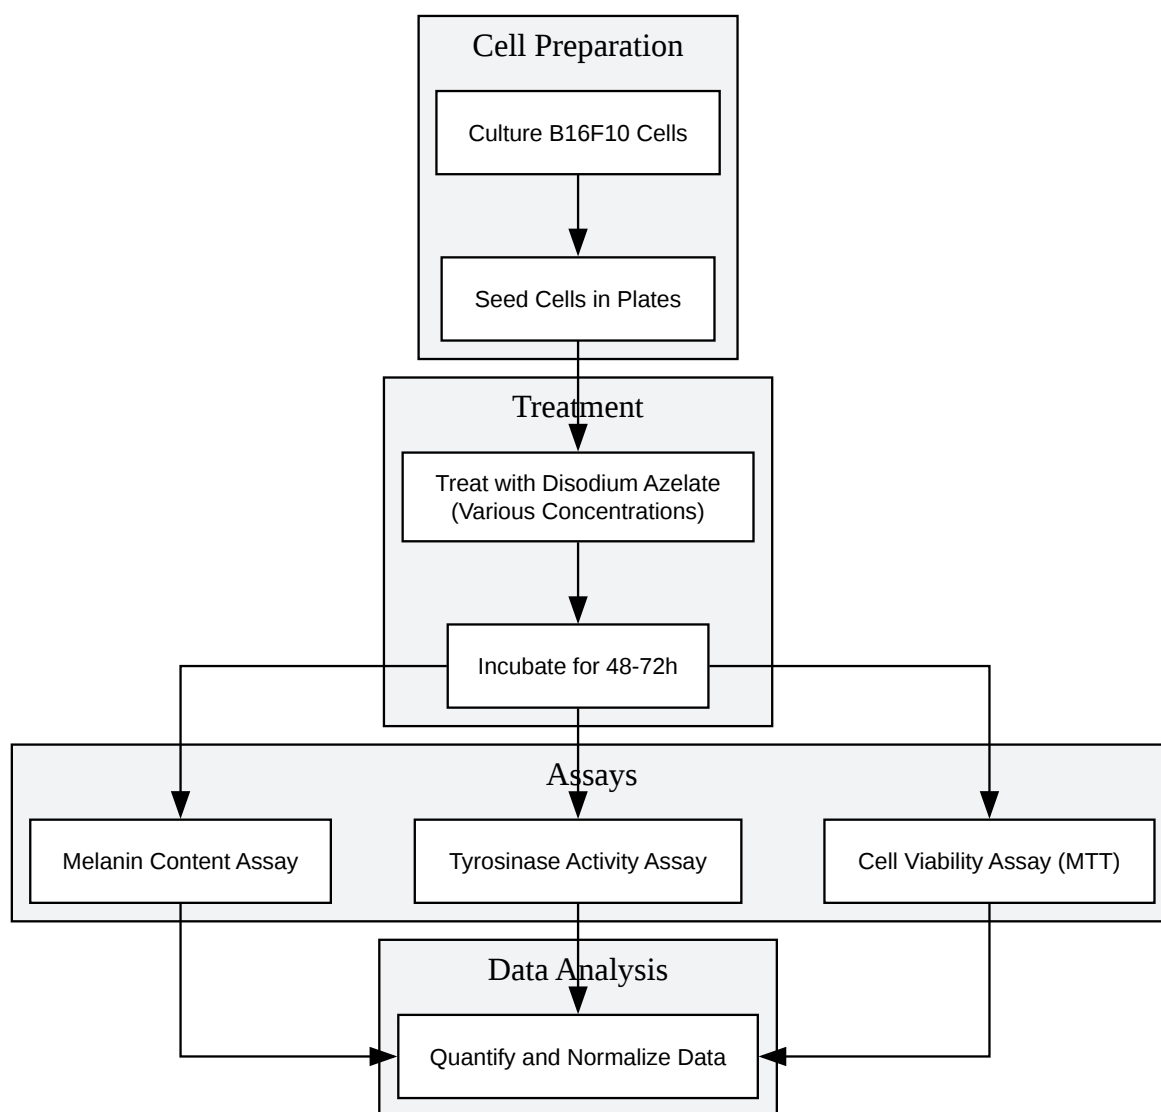 Cell Preparation
Culture B16F10 Cells
Seed Cells in Plates
Treatment
Treat with Disodium Azelate
(Various Concentrations)
Incubate for 48-72h
Assays
Melanin Content Assay
Tyrosinase Activity Assay
Cell Viability Assay (MTT)
Data Analysis
Quantify and Normalize Data